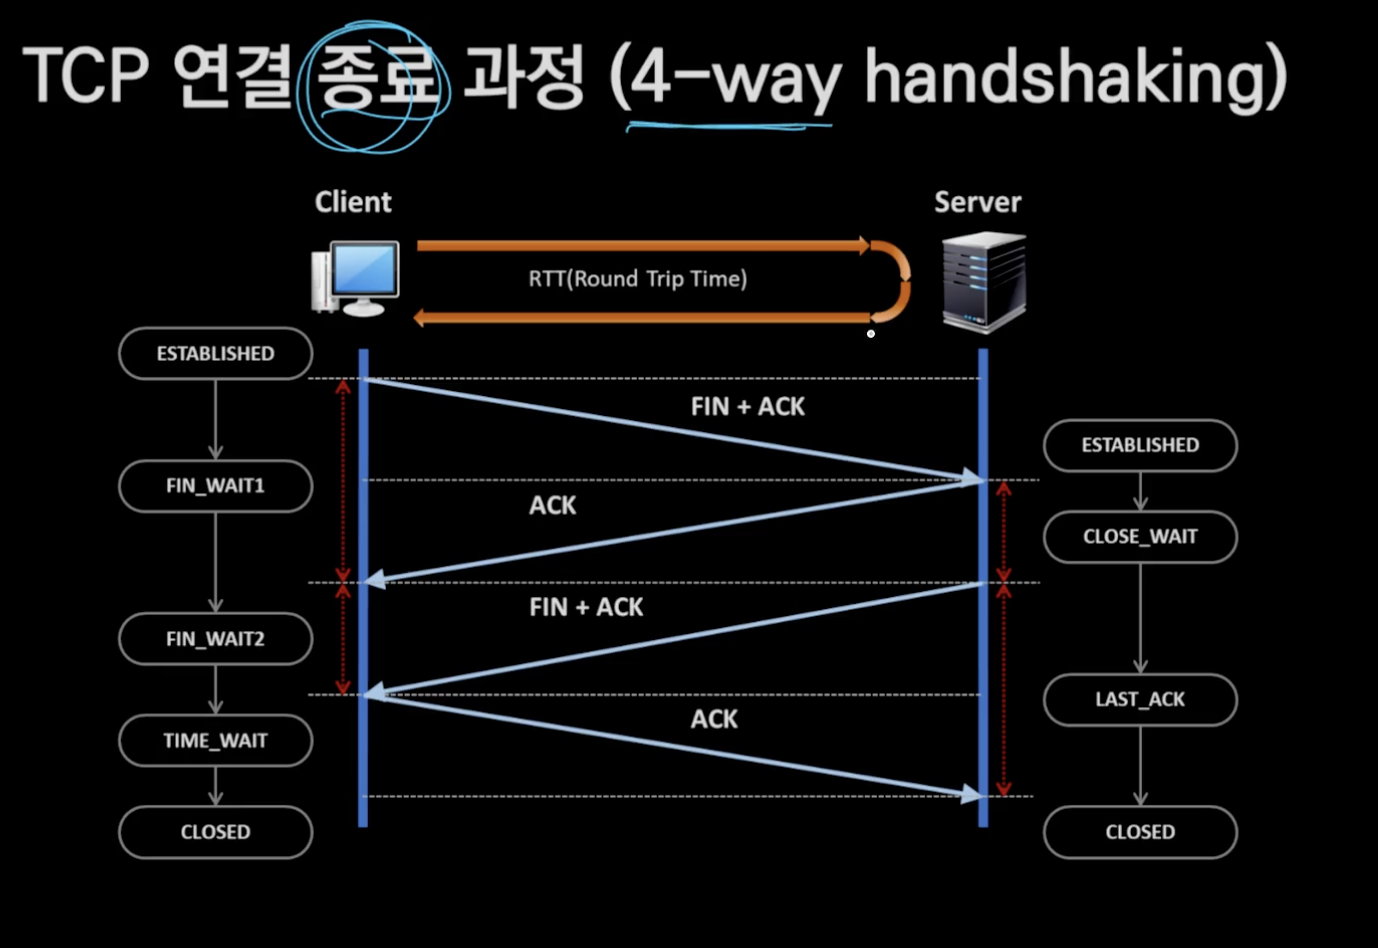 TCP 연결 종료 과정 (4-way handshaking)
Client
Server
RTT(Round Trip Time)
ESTABLISHED
FIN + ACK
ESTABLISHED
FIN_WAIT1
ACK
CLOSE_WAIT
FIN + ACK
FIN_WAIT2
LAST_ACK
ACK
TIME_WAIT
CLOSED
CLOSED